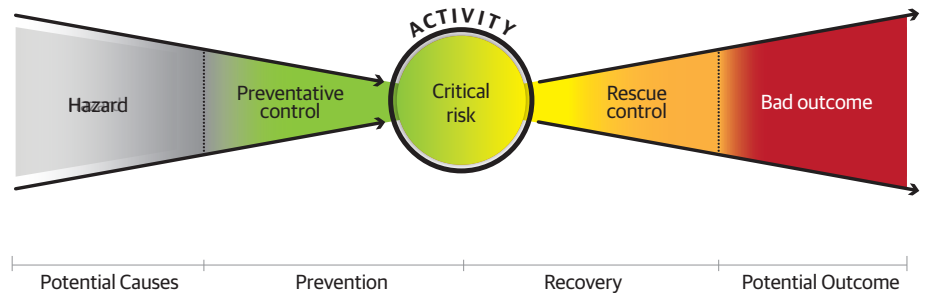 ACTIVITY
Hazard
Preventative
control
Critical
risk
Rescue
control
Bad outcome
Potential Causes
Prevention
Recovery
Potential Outcome